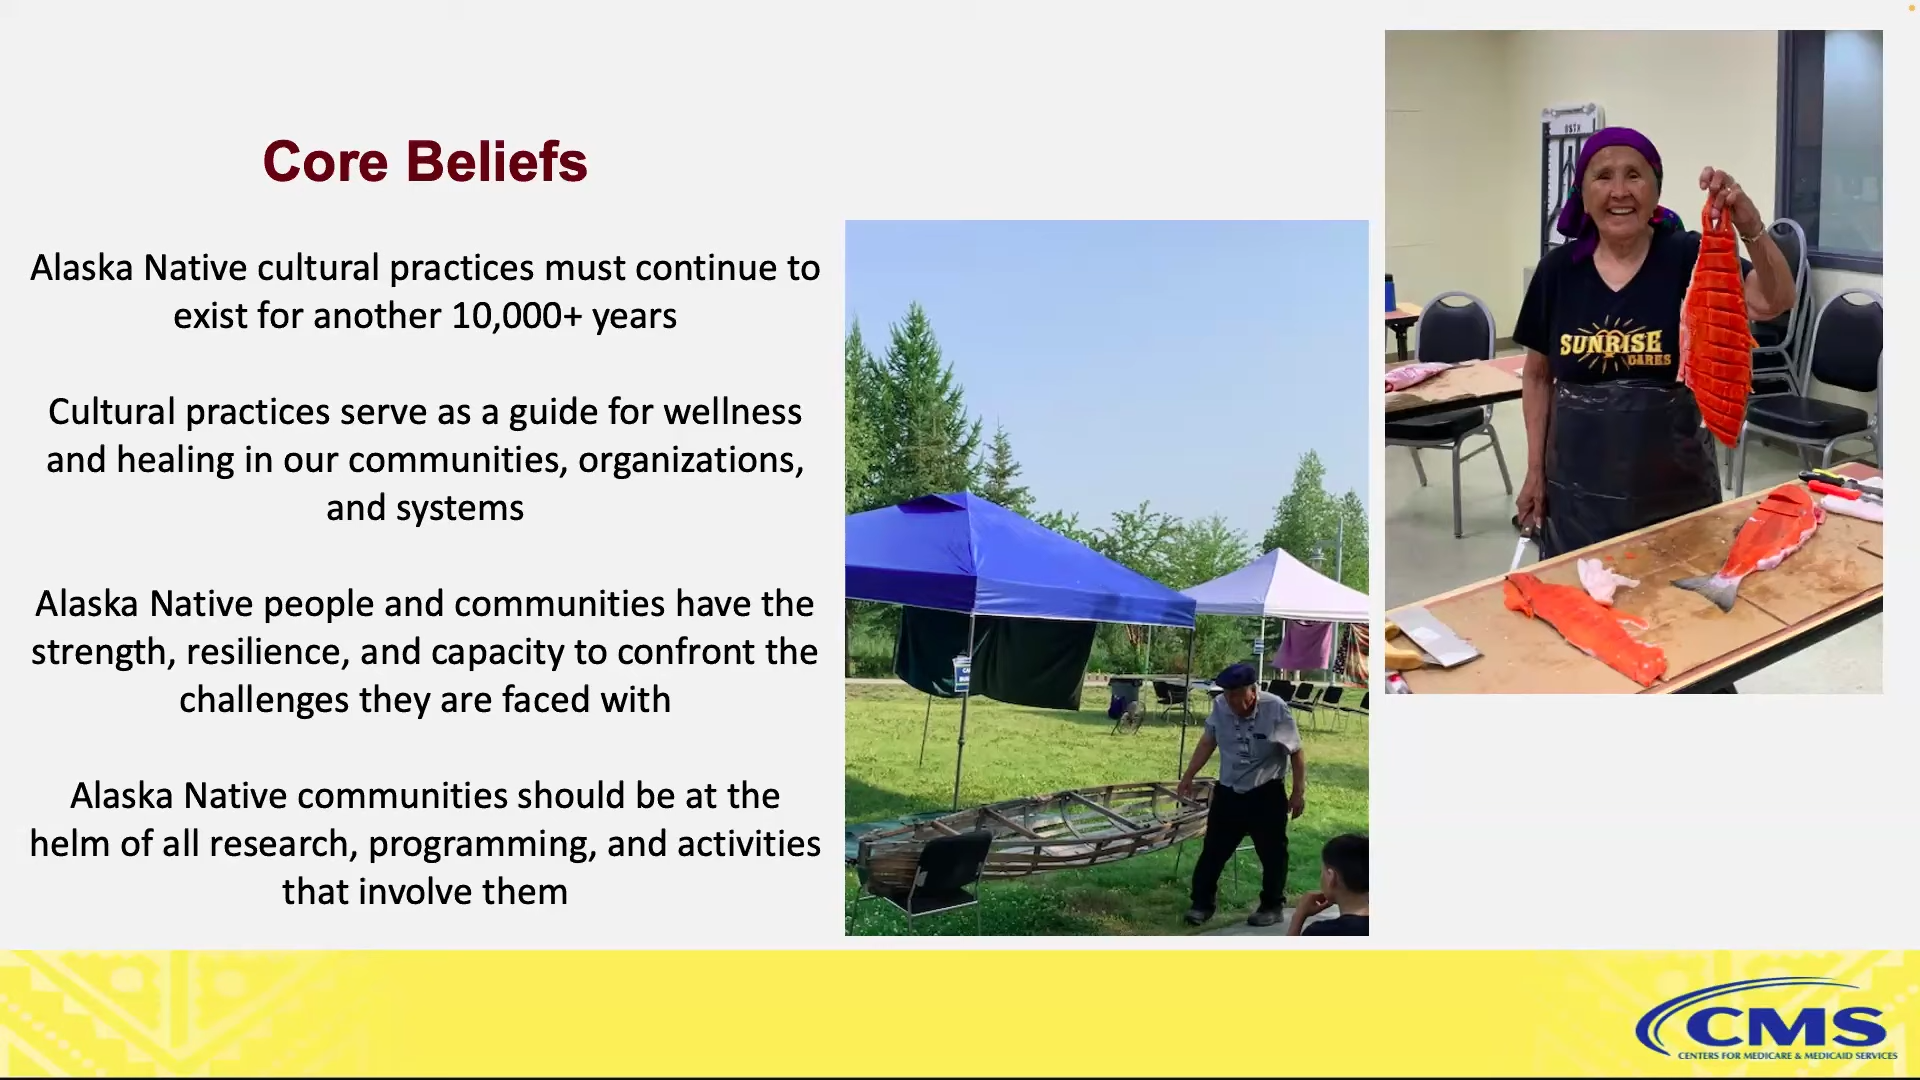 Core Beliefs
Alaska Native cultural practices must continue to
exist for another 10,000+ years
Cultural practices serve as a guide for wellness
and healing in our communities, organizations,
and systems
Alaska Native people and communities have the
strength, resilience, and capacity to confront the
challenges they are faced with
Alaska Native communities should be at the
helm of all research, programming, and activities
that involve them
SUNRISE
CARES
CMS
CENTERS FOR MEDICARE & MEDICAID SERVICES